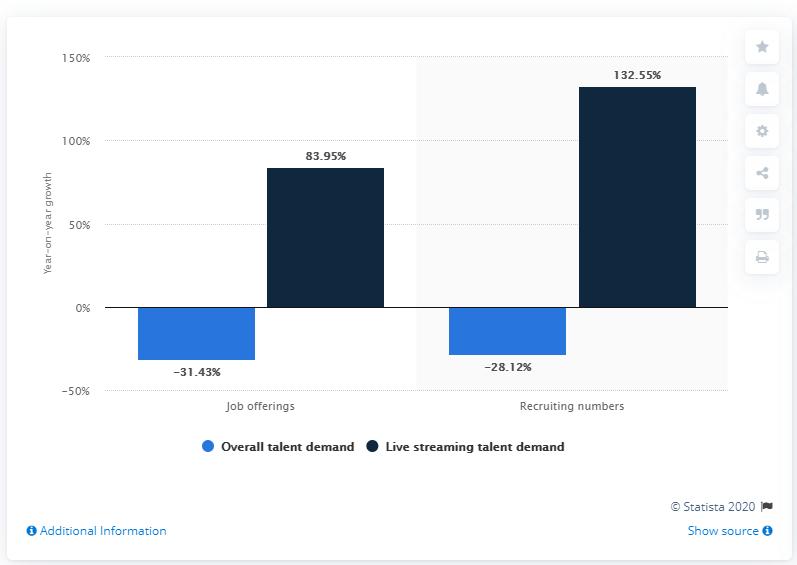 150%
132.55%
100%
83.95%
Year-on-year growth
50%
0%
−31.43%
−28.12%
−50%
Job offerings
Recruiting numbers
Overall talent demand
Live streaming talent demand
© Statista 2020
Additional Information
Show source